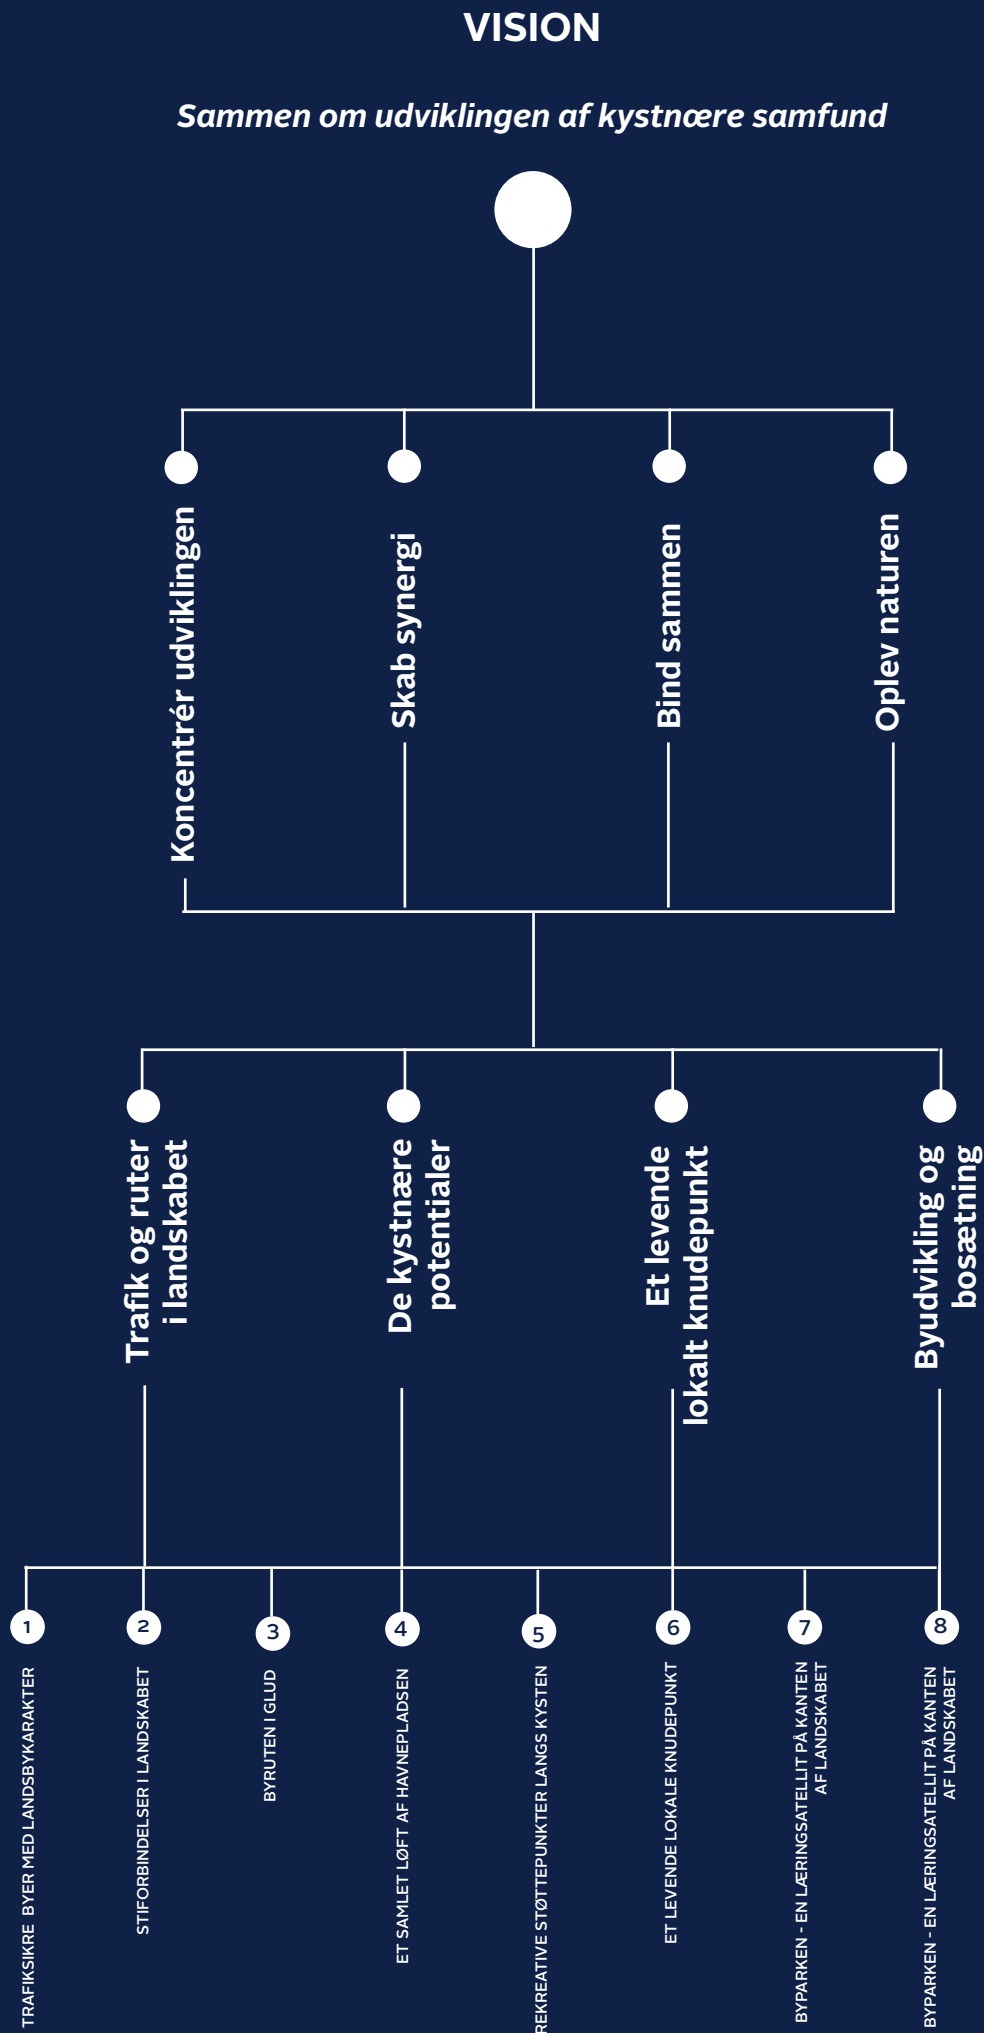 VISION
Sammen om udviklingen af kystnære samfund
Koncentrér udviklingen
Skab synergi
Bind sammen
Oplev naturen
Trafik og ruter
i landskabet
De kystnære
potentialer
Et levende
lokalt knudepunkt
Byudvikling og
bosætning
1
TRAFIKSIKRE BYER MED LANDSBYKARAKTER
2
STIFORBINDELSER I LANDSKABET
3
BYRUTEN I GLUD
4
ET SAMLET LØFT AF HAVNEPLADSEN
5
REKREATIVE STØTTEPUNKTER LANGS KYSTEN
6
ET LEVENDE LOKALE KNUDEPUNKT
7
BYPARKEN - EN LÆRINGSATELLIT PÅ KANTEN
AF LANDSKABET
8
BYPARKEN - EN LÆRINGSATELLIT PÅ KANTEN
AF LANDSKABET